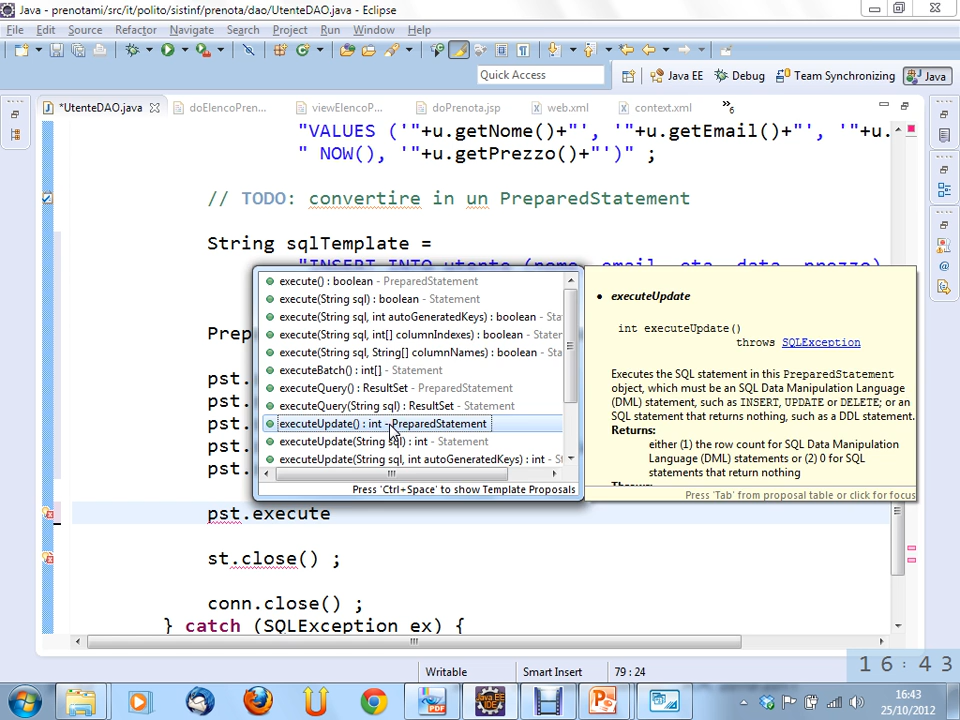 Java - prenotami/src/it/polito/sistinf/prenota/dao/UtenteDAO.java - Eclipse
File Edit Source Refactor Navigate Search Project Run Window Help
Quick Access
Java EE Debug Team Synchronizing Java
*UtenteDAO.java doElencoPren... viewElencoP... doPrenota.jsp web.xml context.xml »6
"VALUES ('"+u.getNome()+"', '"+u.getEmail()+"', '"+u.
" NOW(), '"+u.getPrezzo()+"')" ;
// TODO: convertire in un PreparedStatement
String sqlTemplate =
"INSERT INTO utente (nome, email, eta, data, prezzo)
Prep
pst.
pst.
pst.
pst.
pst.
execute() : boolean - PreparedStatement
execute(String sql) : boolean - Statement
execute(String sql, int autoGeneratedKeys) : boolean - Sta
execute(String sql, int[] columnIndexes) : boolean - Statem
execute(String sql, String[] columnNames) : boolean - Sta
executeBatch() : int[] - Statement
executeQuery() : ResultSet - PreparedStatement
executeQuery(String sql) : ResultSet - Statement
executeUpdate() : int - PreparedStatement
executeUpdate(String sql) : int - Statement
executeUpdate(String sql, int autoGeneratedKeys) : int - St
Press 'Ctrl+Space' to show Template Proposals
executeUpdate
int executeUpdate()
throws SQLException
Executes the SQL statement in this PreparedStatement
object, which must be an SQL Data Manipulation Language
(DML) statement, such as INSERT, UPDATE or DELETE; or an
SQL statement that returns nothing, such as a DDL statement.
Returns:
either (1) the row count for SQL Data Manipulation
Language (DML) statements or (2) 0 for SQL
statements that return nothing
Press 'Tab' from proposal table or click for focus
pst.execute
st.close() ;
conn.close() ;
} catch (SQLException ex) {
Writable Smart Insert 79 : 24
16:43
16:43
25/10/2012